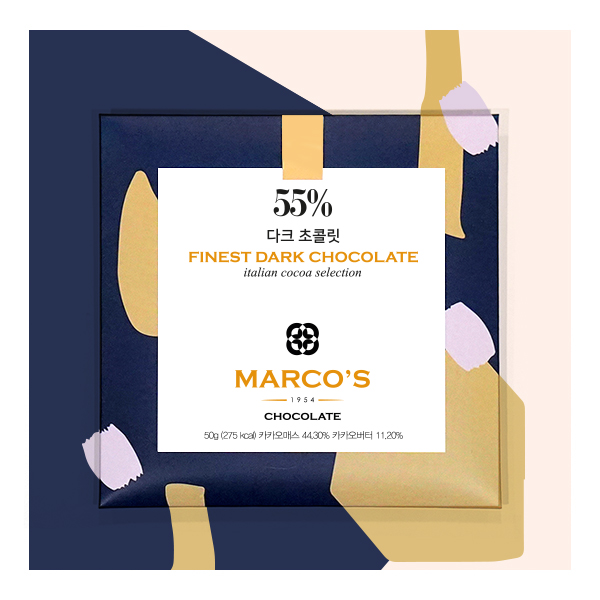 55%
다크 초콜릿
FINEST DARK CHOCOLATE
italian cocoa selection
MARCO'S
1954
CHOCOLATE
50g (275 kcal) 카카오매스 44,30% 카카오버터 11,20%